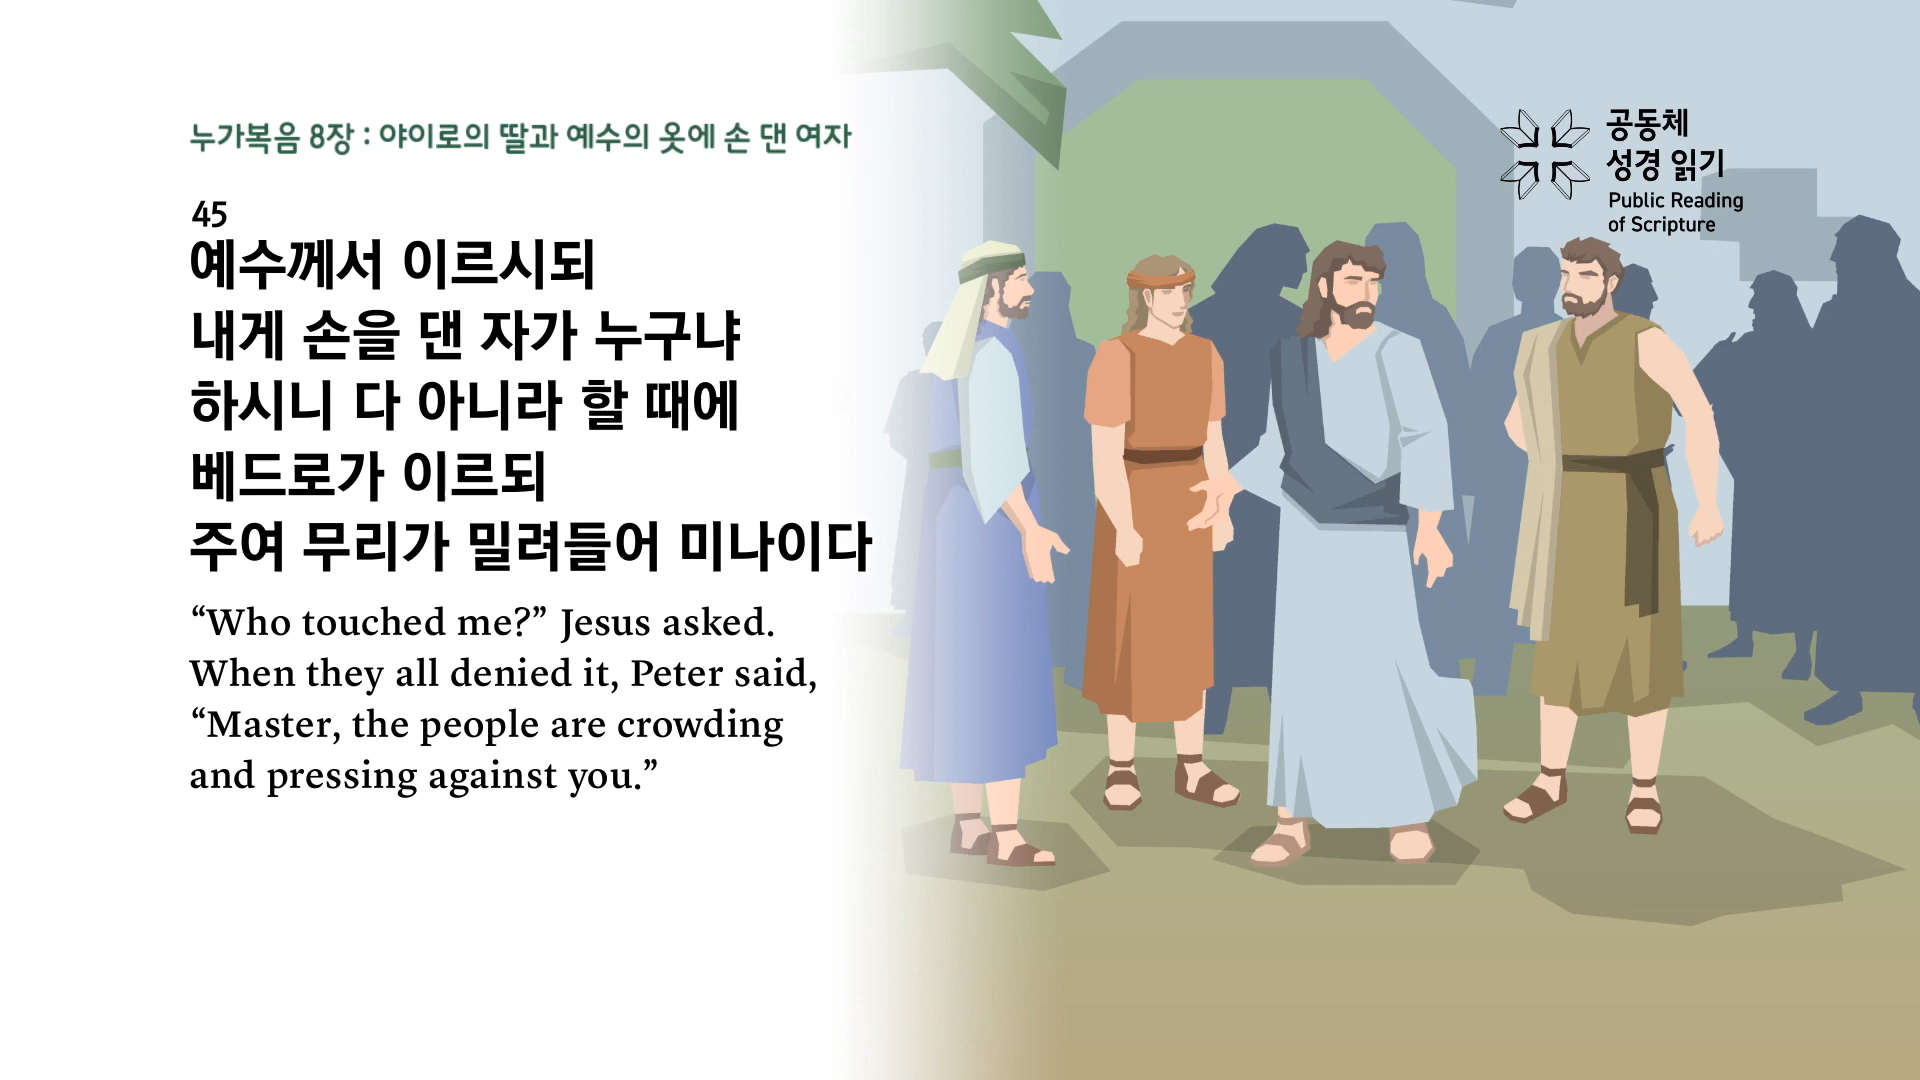 누가복음 8장 : 야이로의 딸과 예수의 옷에 손 댄 여자
45
예수께서 이르시되
내게 손을 댄 자가 누구냐
하시니 다 아니라 할 때에
베드로가 이르되
주여 무리가 밀려들어 미나이다
“Who touched me?” Jesus asked.
When they all denied it, Peter said,
“Master, the people are crowding
and pressing against you.”
공동체
성경 읽기
Public Reading
of Scripture